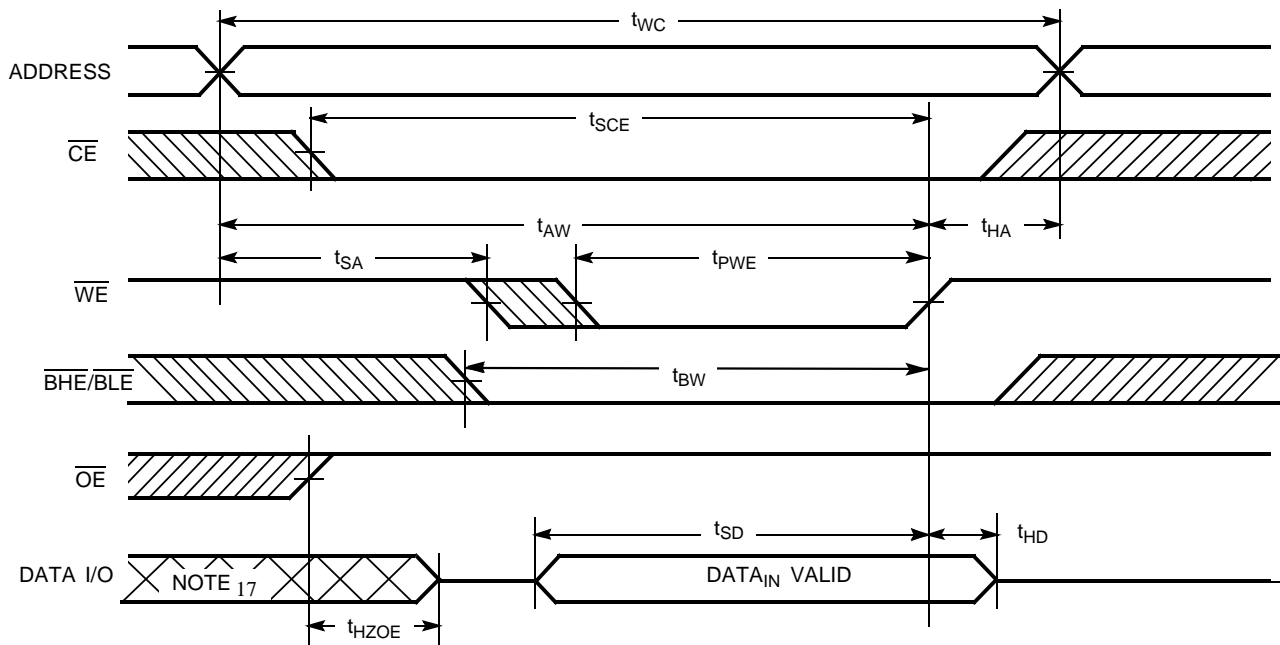 tWC
ADDRESS
tSCE
CE
tAW
tHA
tSA
tPWE
WE
BHE/BLE
tBW
OE
tSD
tHD
DATA I/O
NOTE 17
DATAIN VALID
tHZOE